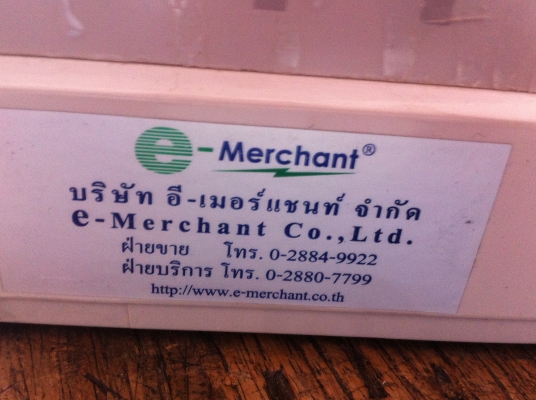 e-Merchant®
บริษัท อี-เมอร์แชนท์ จำกัด
e-Merchant Co.,Ltd.
ฝ่ายขาย โทร. 0-2884-9922
ฝ่ายบริการ โทร. 0-2880-7799
http://www.e-merchant.co.th